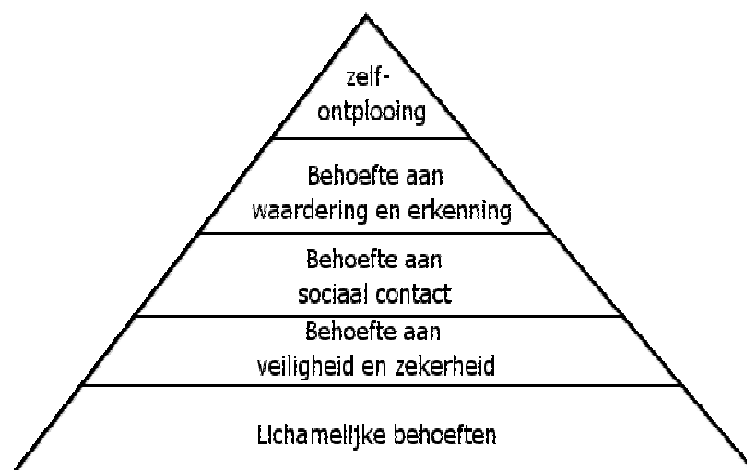 zelf-
ontplooing
Behoefte aan
waardering en erkenning
Behoefte aan
sociaal contact
Behoefte aan
veiligheid en zekerheid
Lichamelijke behoeften